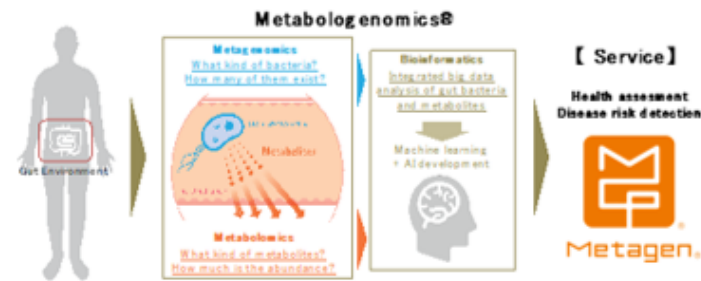 Metabologenomics®
Gut Environment
Metagenomics
What kind of bacteria?
How many of them exist?
Metabolites
Metabolomics
What kind of metabolites?
How much is the abundance?
Bioinformatics
Integrated big data
analysis of gut bacteria
and metabolites
Machine learning
+ AI development
【 Service】
Health assesment
Disease risk detection
Metagen®